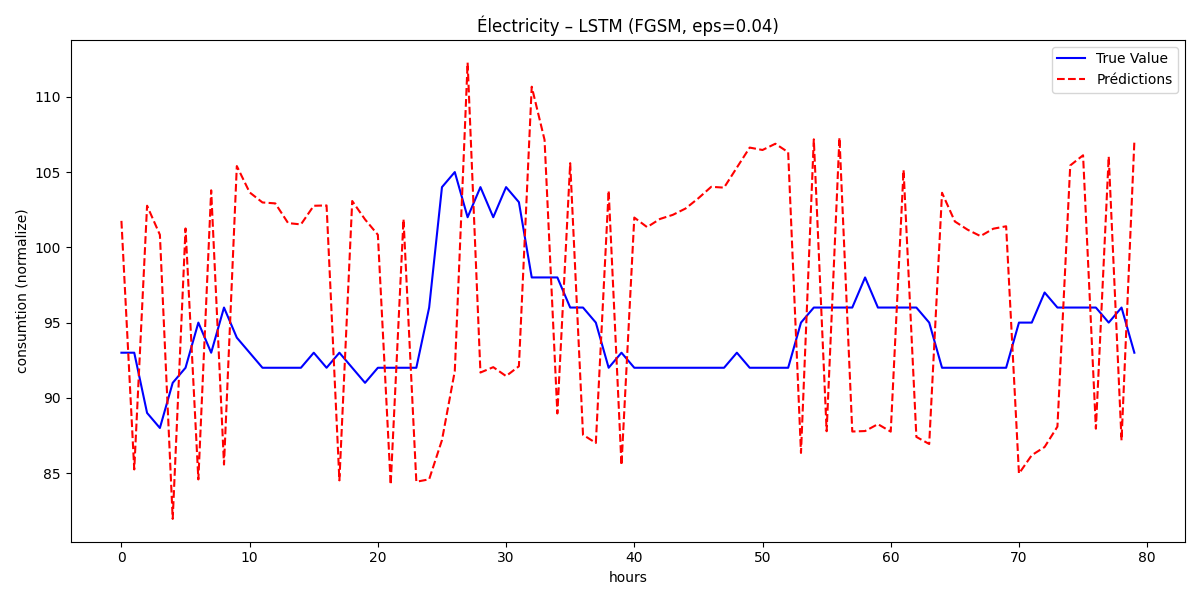 Électricity – LSTM (FGSM, eps=0.04)
True Value
Prédictions
consumtion (normalize)
110
105
100
95
90
85
0 10 20 30 40 50 60 70 80
hours